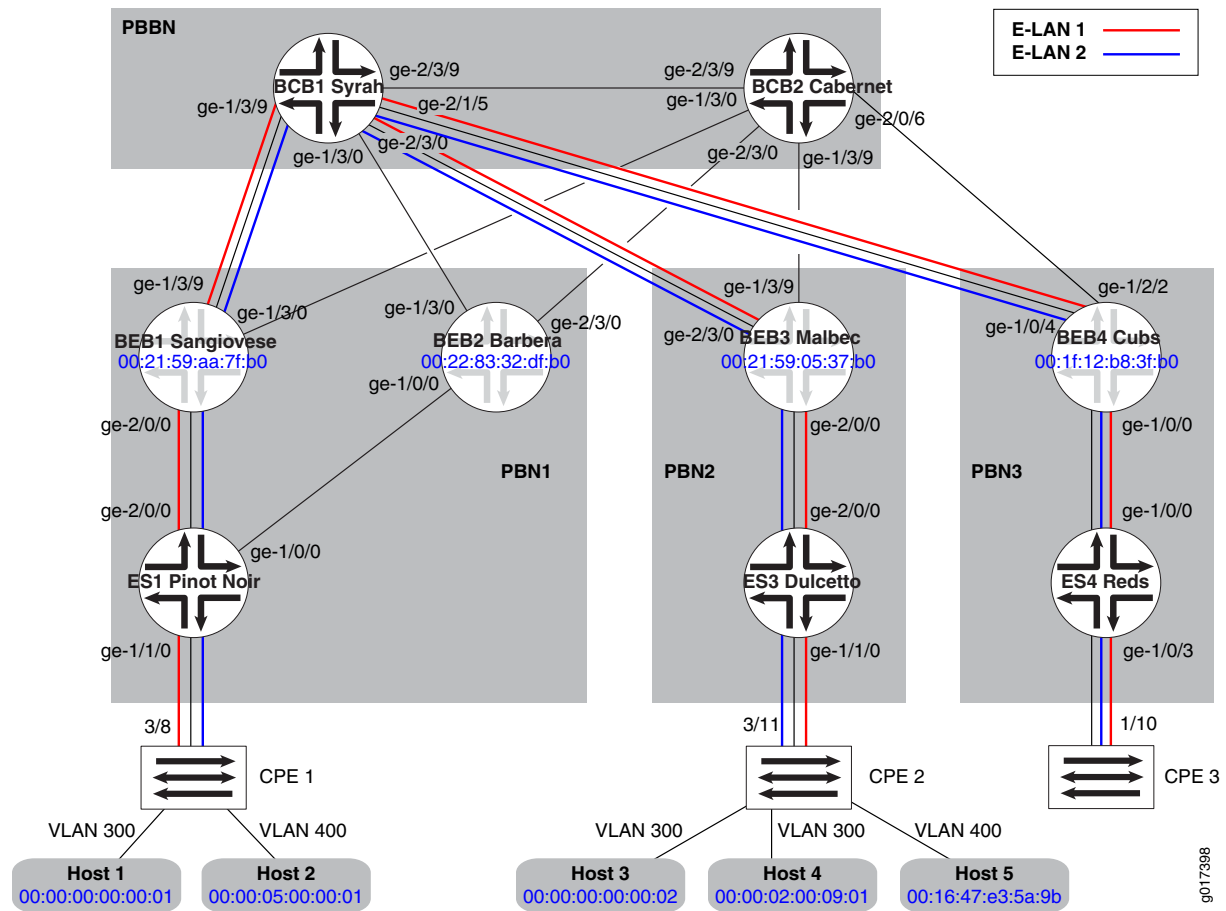 PBBN
E-LAN 1
E-LAN 2
ge-2/3/9
ge-2/3/9
BCB1 Syrah
BCB2 Cabernet
ge-1/3/9
ge-2/1/5
ge-1/3/0
ge-2/0/6
ge-1/3/0
ge-2/3/0
ge-2/3/0
ge-1/3/9
ge-1/3/9
ge-1/3/0
ge-1/3/0
ge-2/3/0
ge-1/3/9
ge-2/3/0
ge-1/2/2
ge-1/0/4
BEB1 Sangiovese
00:21:59:aa:7f:b0
BEB2 Barbera
00:22:83:32:df:b0
BEB3 Malbec
00:21:59:05:37:b0
BEB4 Cubs
00:1f:12:b8:3f:b0
ge-1/0/0
ge-2/0/0
ge-2/0/0
ge-1/0/0
PBN1
PBN2
PBN3
ge-2/0/0
ge-2/0/0
ge-1/0/0
ge-1/0/0
ES1 Pinot Noir
ES3 Dulcetto
ES4 Reds
ge-1/1/0
ge-1/1/0
ge-1/0/3
3/8
3/11
1/10
CPE 1
CPE 2
CPE 3
VLAN 300
VLAN 400
VLAN 300
VLAN 300
VLAN 400
Host 1
00:00:00:00:00:01
Host 2
00:00:05:00:00:01
Host 3
00:00:00:00:00:02
Host 4
00:00:02:00:09:01
Host 5
00:16:47:e3:5a:9b
g017398